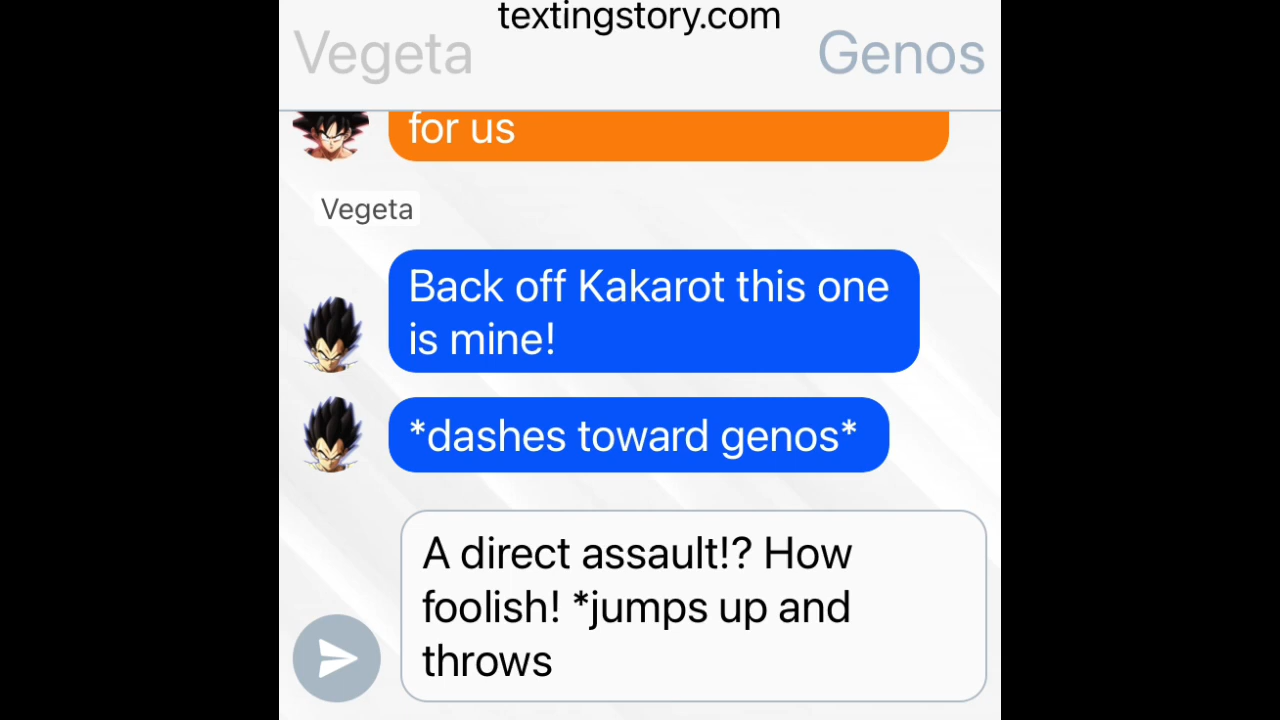 textingstory.com
Vegeta Genos
for us
Vegeta
Back off Kakarot this one
is mine!
*dashes toward genos*
A direct assault!? How
foolish! *jumps up and
throws